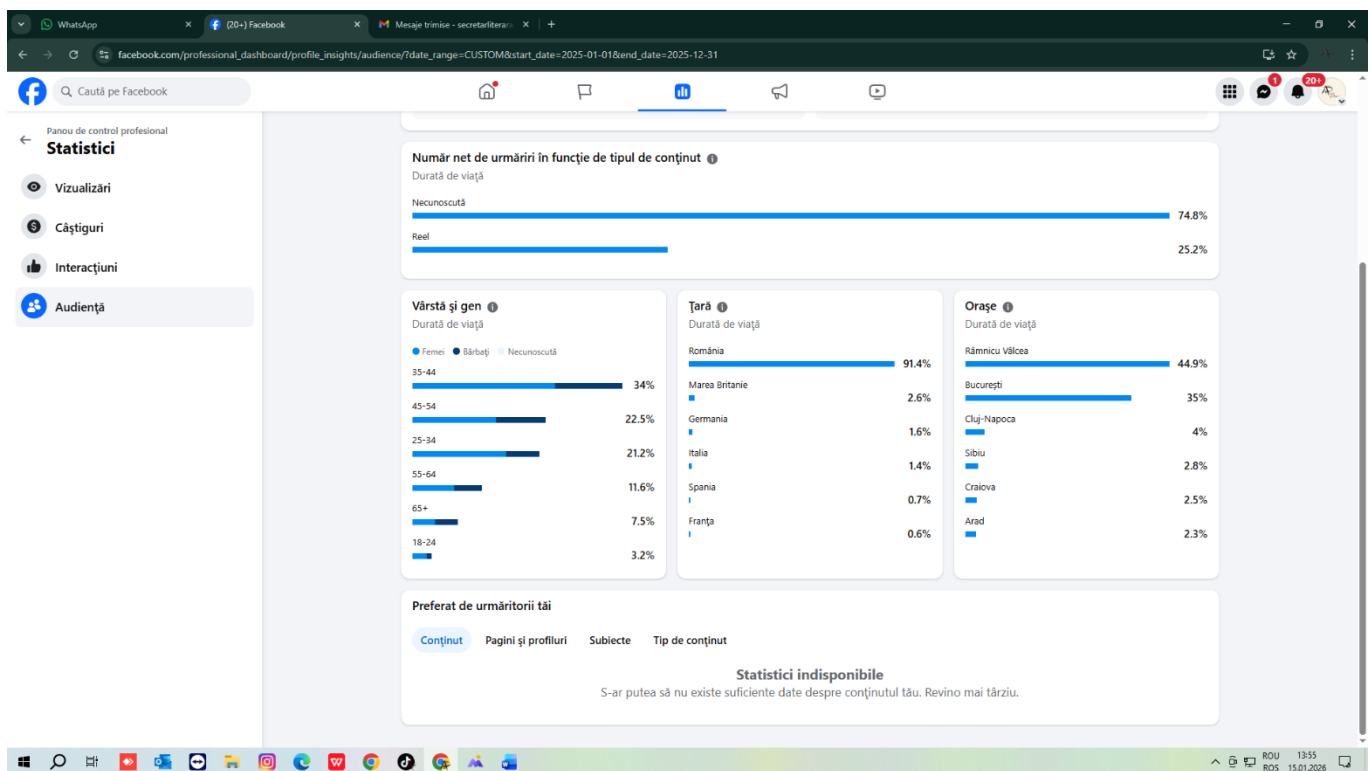 WhatsApp
(20+) Facebook
Mesaje trimise - secretarliterar
facebook.com/professional_dashboard/profile_insights/audience/?date_range=CUSTOM&start_date=2025-01-01&end_date=2025-12-31
Caută pe Facebook
1
20+
Panou de control profesional
Statistici
Vizualizări
Câștiguri
Interacțiuni
Audiență
Număr net de urmăriri în funcție de tipul de conținut
Durată de viață
Necunoscută
74.8%
Reel
25.2%
Vârstă și gen
Durată de viață
Femei Bărbați Necunoscută
35-44
34%
45-54
22.5%
25-34
21.2%
55-64
11.6%
65+
7.5%
18-24
3.2%
Țară
Durată de viață
România
91.4%
Marea Britanie
2.6%
Germania
1.6%
Italia
1.4%
Spania
0.7%
Franța
0.6%
Orașe
Durată de viață
Râmnicu Vâlcea
44.9%
București
35%
Cluj-Napoca
4%
Sibiu
2.8%
Craiova
2.5%
Arad
2.3%
Preferat de urmăritorii tăi
Conținut Pagini și profiluri Subiecte Tip de conținut
Statistici indisponibile
S-ar putea să nu existe suficiente date despre conținutul tău. Revino mai târziu.
ROU 13:55
ROS 15.01.2026